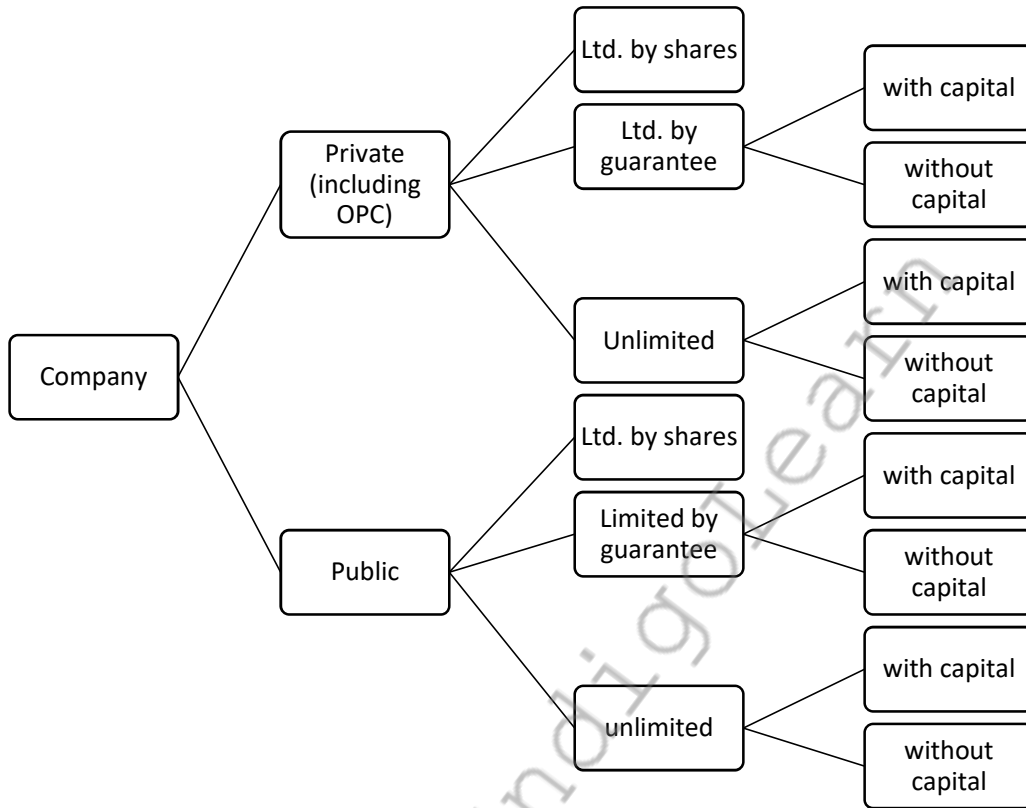 Company
Private
(including
OPC)
Ltd. by shares
Ltd. by
guarantee
with capital
without
capital
Unlimited
with capital
without
capital
Public
Ltd. by shares
Limited by
guarantee
with capital
without
capital
unlimited
with capital
without
capital
indigoLearn